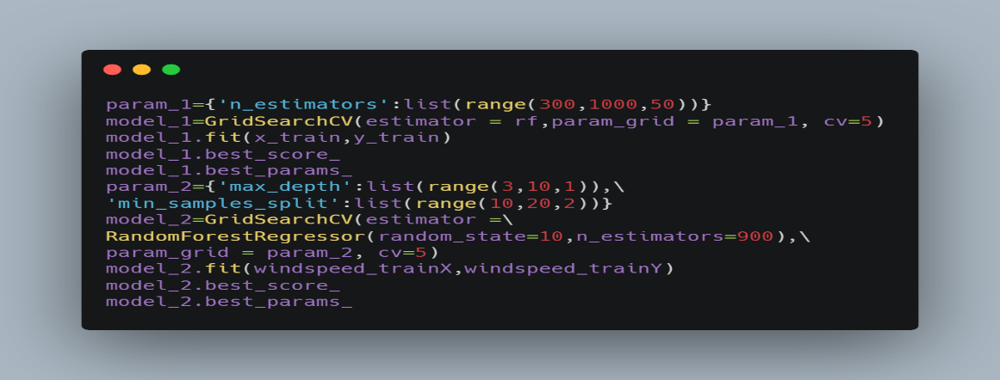 param_1={'n_estimators':list(range(300,1000,50))}
model_1=GridSearchCV(estimator = rf,param_grid = param_1, cv=5)
model_1.fit(x_train,y_train)
model_1.best_score_
model_1.best_params_
param_2={'max_depth':list(range(3,10,1)),\
'min_samples_split':list(range(10,20,2))}
model_2=GridSearchCV(estimator =\
RandomForestRegressor(random_state=10,n_estimators=900),\
param_grid = param_2, cv=5)
model_2.fit(windspeed_trainX,windspeed_trainY)
model_2.best_score_
model_2.best_params_